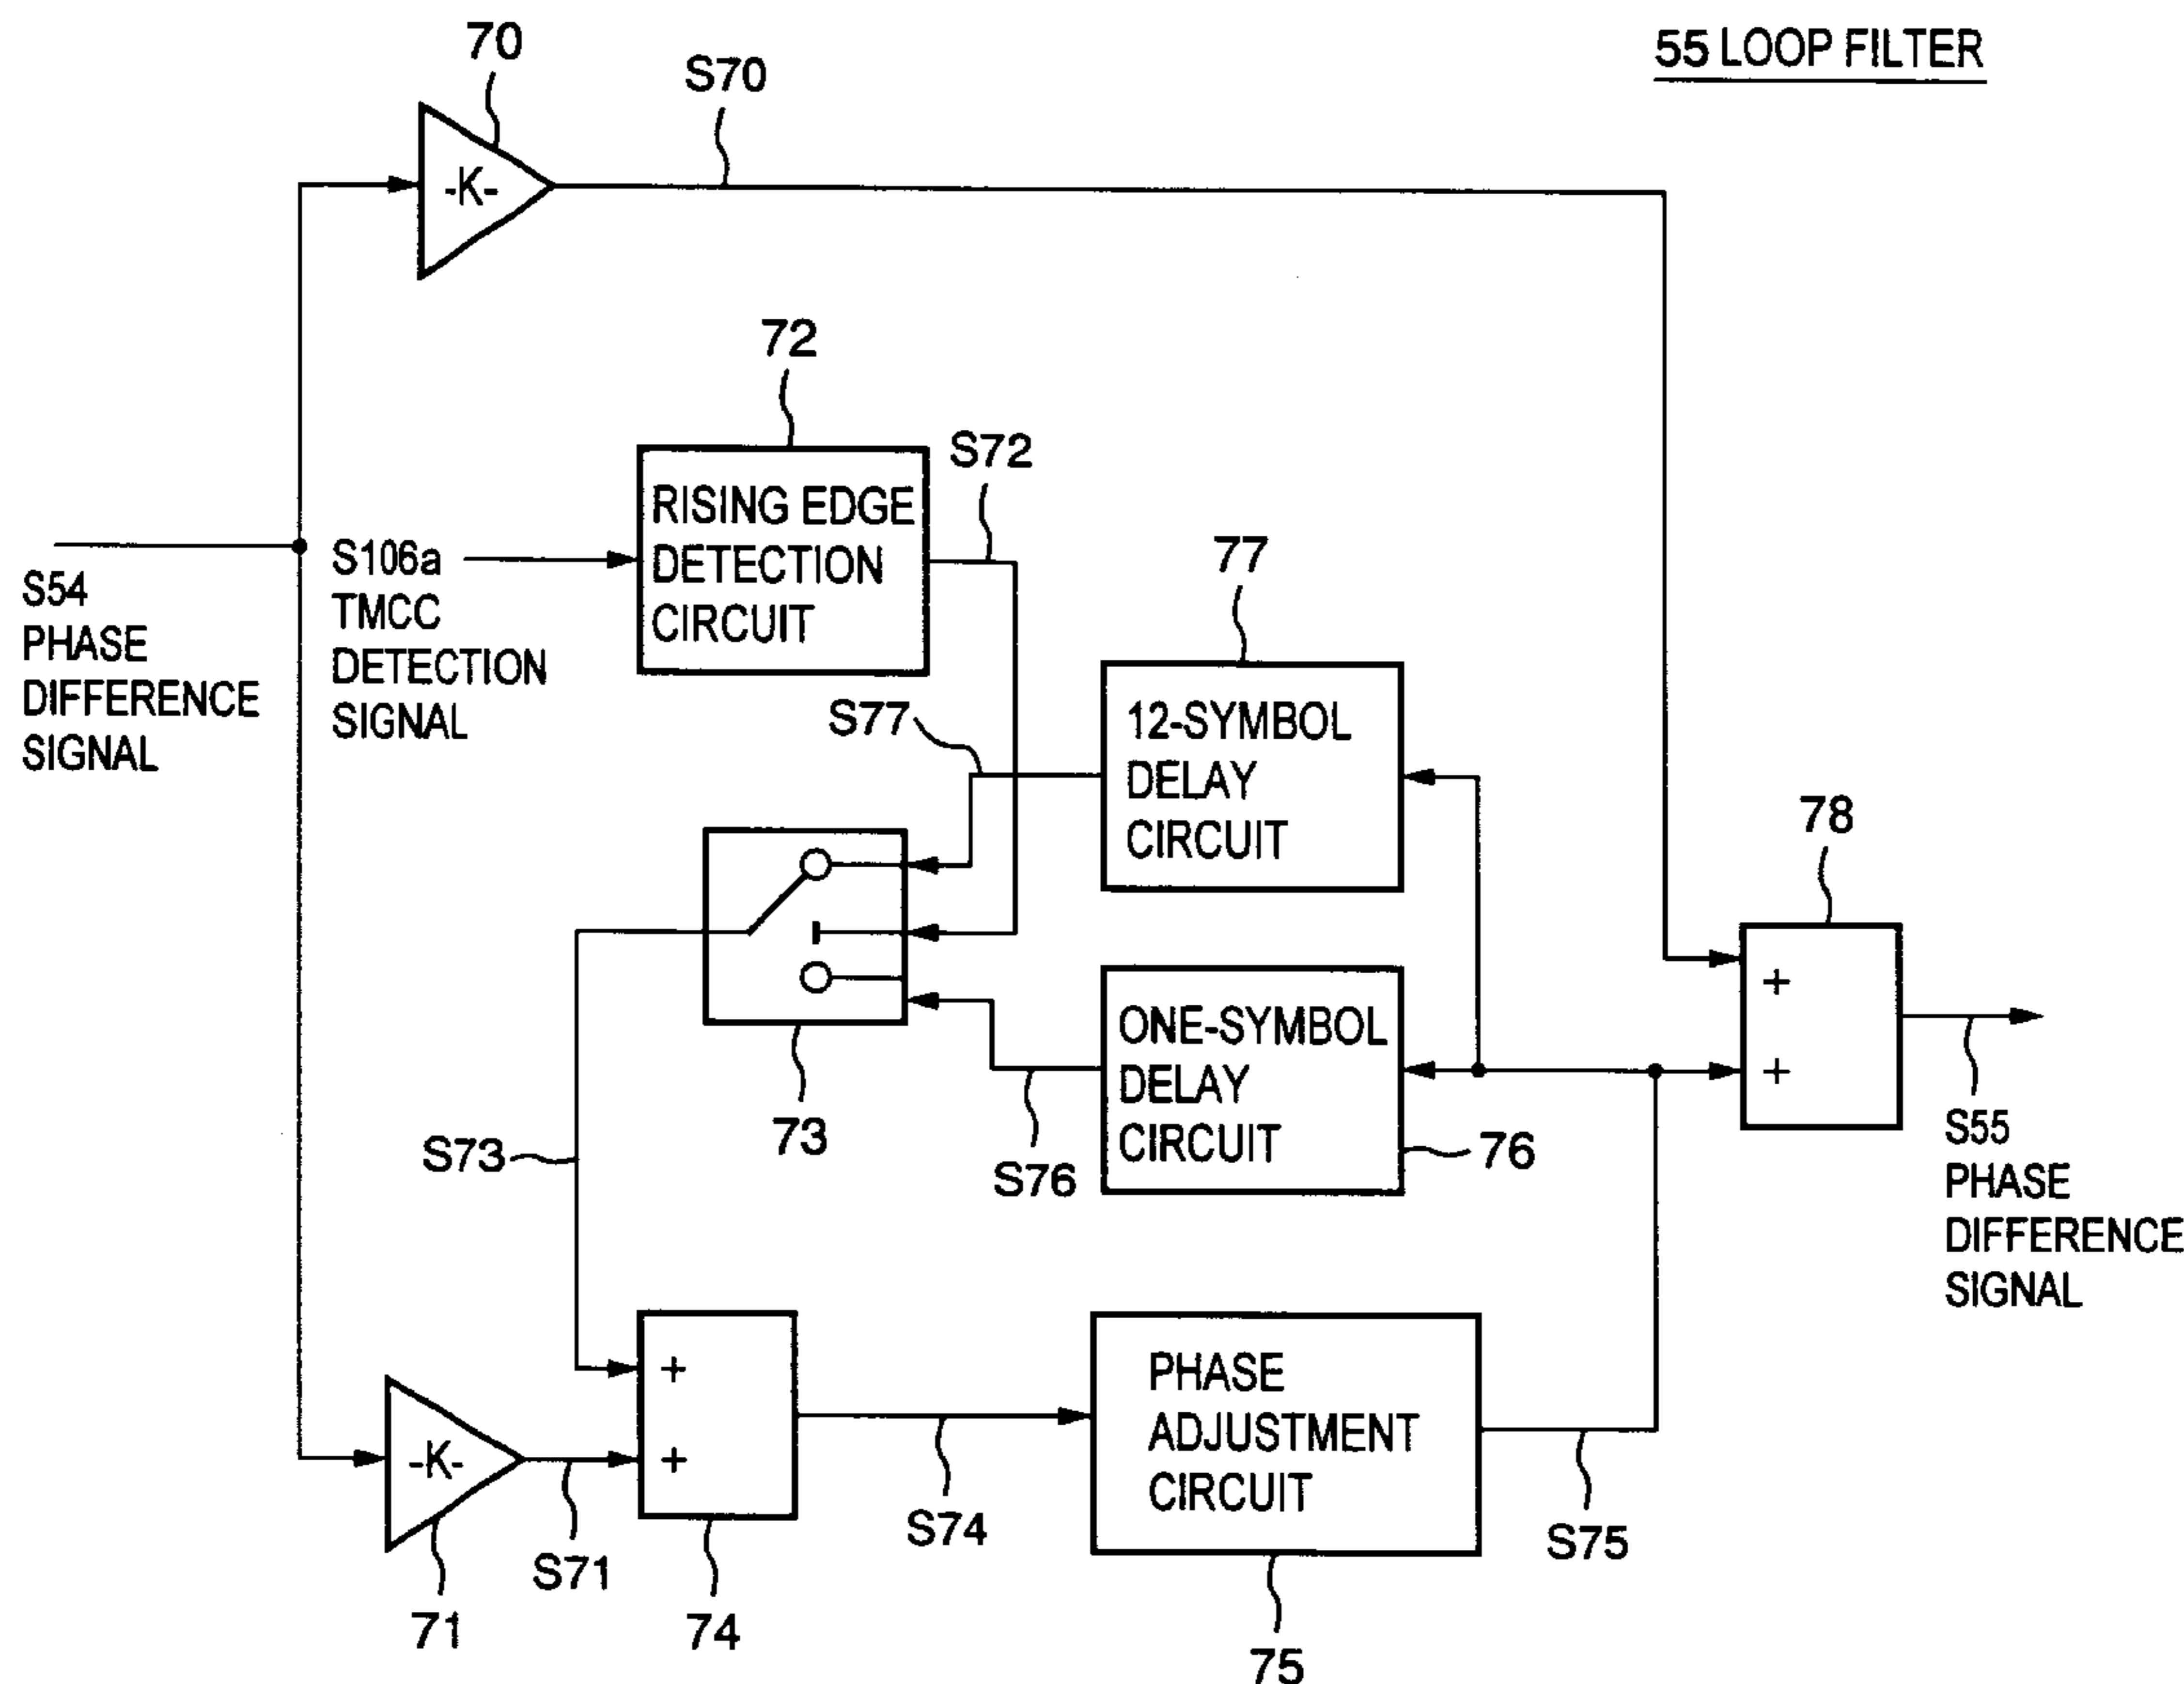 55 LOOP FILTER
70
S70
-K-
72
S72
RISING EDGE
DETECTION
CIRCUIT
S54
PHASE
DIFFERENCE
SIGNAL
S106a
TMCC
DETECTION
SIGNAL
77
S77
12-SYMBOL
DELAY
CIRCUIT
78
+
+
73
ONE-SYMBOL
DELAY
CIRCUIT
76
S76
S73
S55
PHASE
DIFFERENCE
SIGNAL
-K-
71
S71
+
+
74
S74
PHASE
ADJUSTMENT
CIRCUIT
75
S75